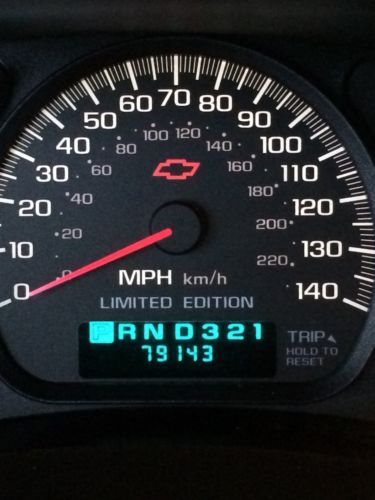 70
60 80
50 90
100 120
40 80 140 100
30 60 160 110
180
20 40 120
200
10 20 130
220
0 0 MPH km/h 140
LIMITED EDITION
PRND321 TRIP
79143 HOLD TO
RESET